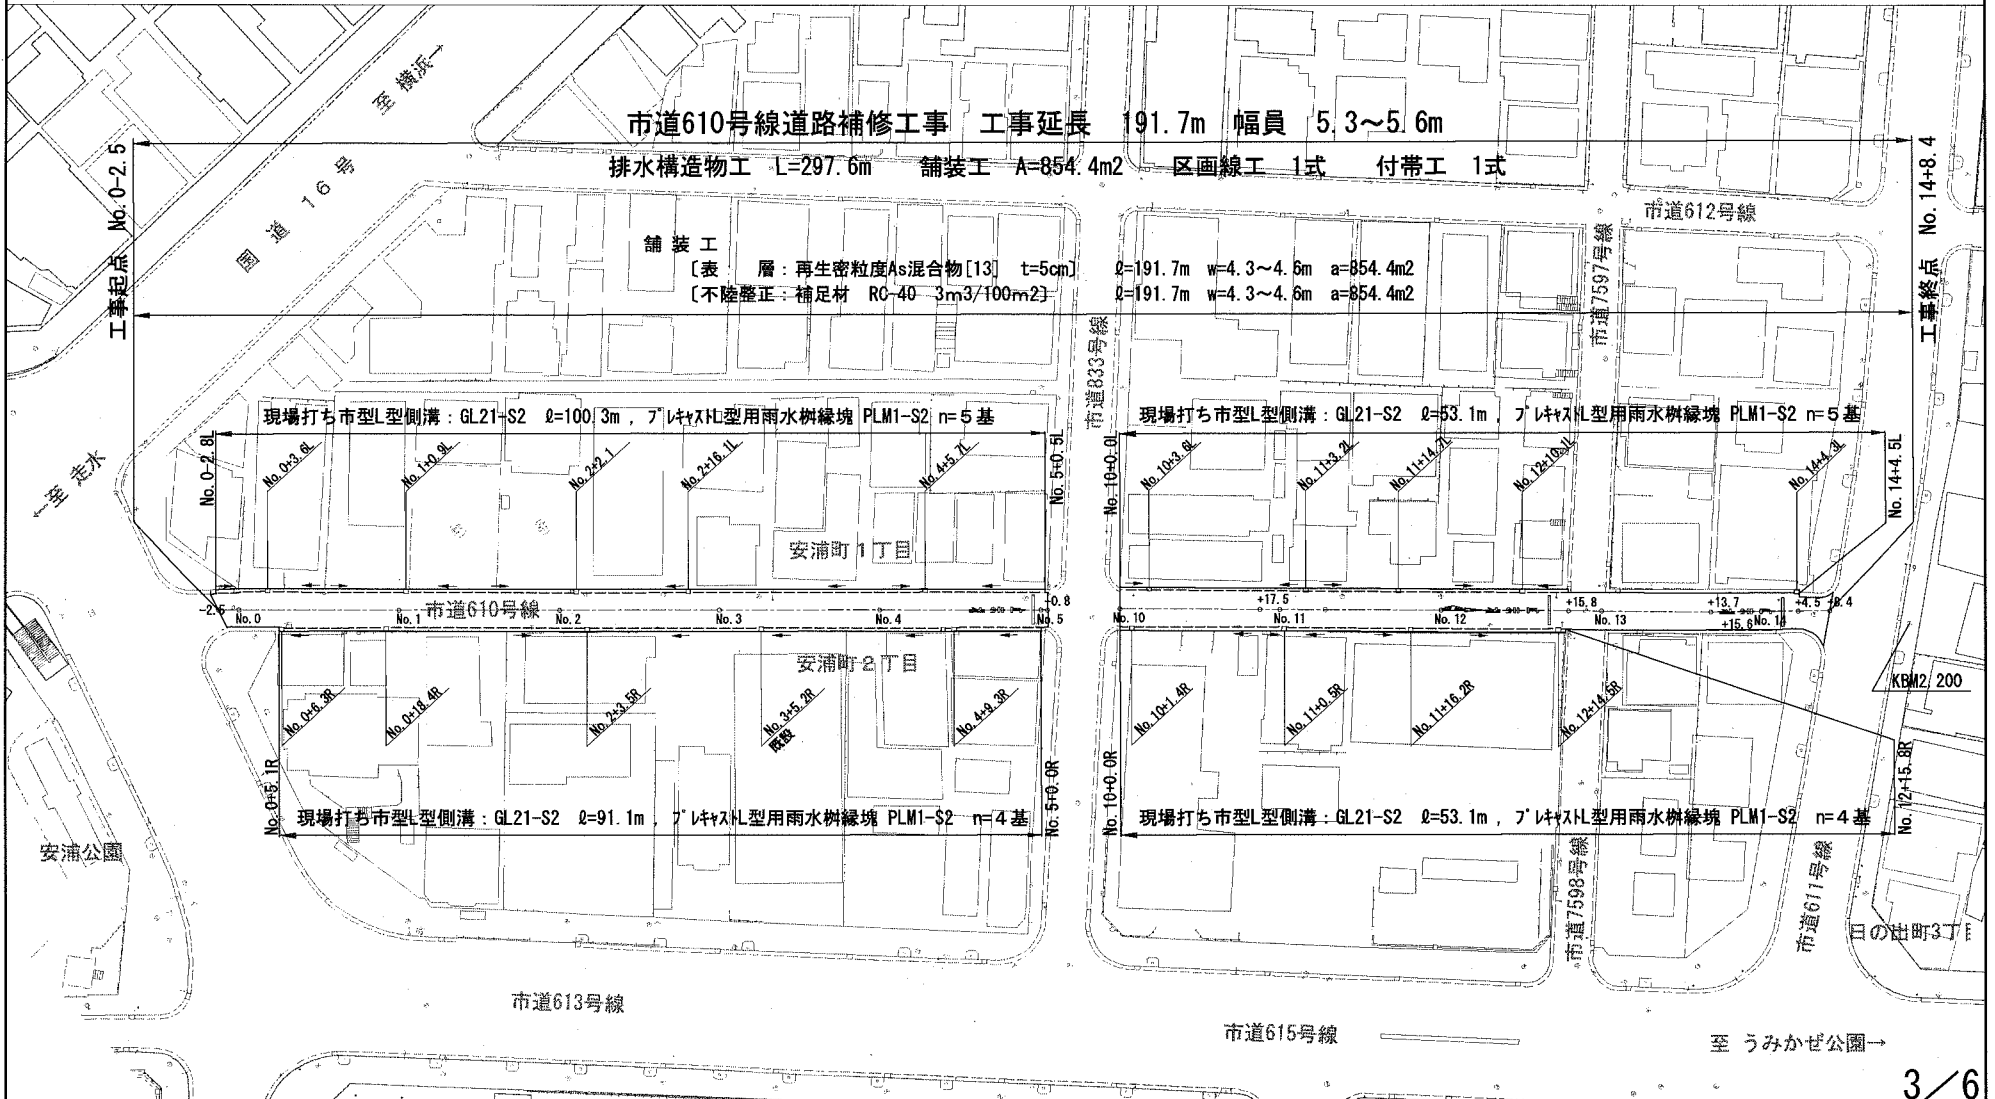 至 横浜→
市道610号線道路補修工事 工事延長 191.7m 幅員 5.3～5.6m
排水構造物工 L=297.6m 舗装工 A=854.4m2 区画線工 1式 付帯工 1式
工事起点 No.0-2.5
工事終点 No.14+8.4
国道16号
市道612号線
舗装工
〔表 層：再生密粒度As混合物[13] t=5cm〕 ℓ=191.7m w=4.3～4.6m a=854.4m2
〔不陸整正：補足材 RC-40 3m3/100m2〕 ℓ=191.7m w=4.3～4.6m a=854.4m2
市道833号線
市道7597号線
←至 走水
現場打ち市型L型側溝：GL21-S2 ℓ=100.3m , プレキャストL型用雨水桝縁塊 PLM1-S2 n=5基
現場打ち市型L型側溝：GL21-S2 ℓ=53.1m , プレキャストL型用雨水桝縁塊 PLM1-S2 n=5基
No.0-2.8L
No.0+3.6L
No.1+0.9L
No.2+2.1
No.2+16.1L
No.4+5.7L
No.5+0.5L
No.10+0.0L
No.10+3.6L
No.11+3.2L
No.11+14.7L
No.12+10.1L
No.14+4.3L
No.14+4.5L
安浦町1丁目
市道610号線
-2.5
No.0
No.1
No.2
No.3
No.4
-0.8
No.5
No.10
+17.5
No.11
No.12
+15.8
No.13
+13.7
+15.6
No.14
+4.5
+8.4
安浦町2丁目
KBM2.200
No.0+5.1R
No.0+6.3R
No.0+18.4R
No.2+3.5R
No.3+5.2R
既設
No.4+9.3R
No.5+0.0R
No.10+0.0R
No.10+1.4R
No.11+0.5R
No.11+16.2R
No.12+14.5R
No.12+15.8R
現場打ち市型L型側溝：GL21-S2 ℓ=91.1m , プレキャストL型用雨水桝縁塊 PLM1-S2 n=4基
現場打ち市型L型側溝：GL21-S2 ℓ=53.1m , プレキャストL型用雨水桝縁塊 PLM1-S2 n=4基
安浦公園
市道7598号線
市道611号線
日の出町3丁目
市道613号線
市道615号線
至 うみかぜ公園→
3／6